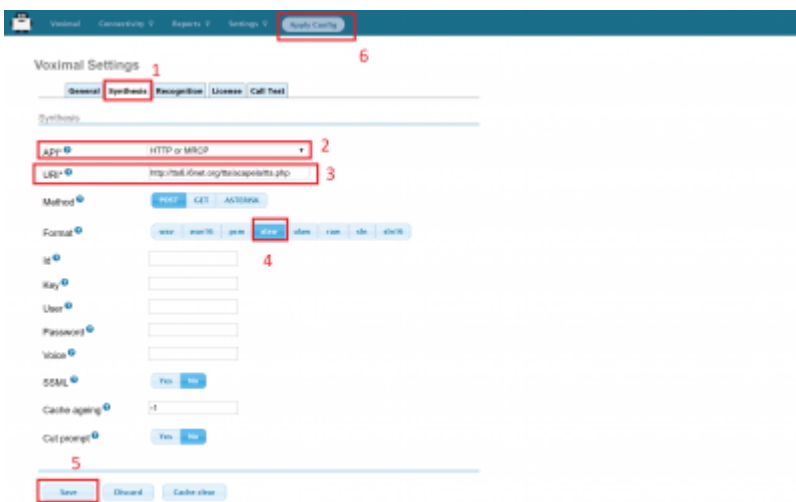 Voximal Connectivity Reports Settings Apply Config
6
Voximal Settings
1
General Synthesis Recognition License Call Test
Synthesis
API* HTTP or MRCP 2
URI* 3
Method POST GET ASTERISK
Format wav wav16 pcm alaw ulaw raw sln sln16
4
Id
Key
User
Password
Voice
SSML Yes No
Cache ageing -1
Cut prompt Yes No
5
Save Discard Cache clear